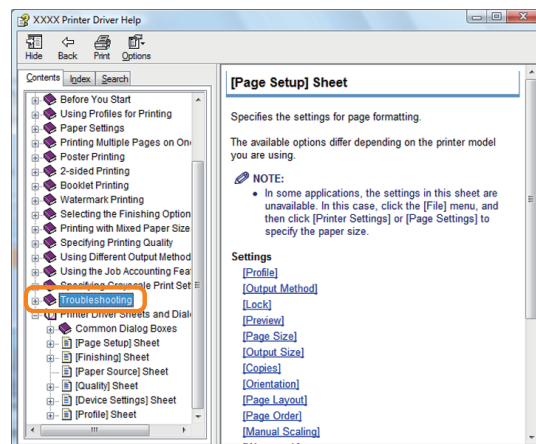 XXXX Printer Driver Help
Hide Back Print Options
Contents Index Search
Before You Start
Using Profiles for Printing
Paper Settings
Printing Multiple Pages on On
Poster Printing
2-sided Printing
Booklet Printing
Watermark Printing
Selecting the Finishing Option
Printing with Mixed Paper Size
Specifying Printing Quality
Using Different Output Method
Using the Job Accounting Feat
Specifying Grayscale Print Set
Troubleshooting
Printer Driver Sheets and Dial
Common Dialog Boxes
[Page Setup] Sheet
[Finishing] Sheet
[Paper Source] Sheet
[Quality] Sheet
[Device Settings] Sheet
[Profile] Sheet
[Page Setup] Sheet
Specifies the settings for page formatting.
The available options differ depending on the printer model
you are using.
NOTE:
• In some applications, the settings in this sheet are
unavailable. In this case, click the [File] menu, and
then click [Printer Settings] or [Page Settings] to
specify the paper size.
Settings
[Profile]
[Output Method]
[Lock]
[Preview]
[Page Size]
[Output Size]
[Copies]
[Orientation]
[Page Layout]
[Page Order]
[Manual Scaling]